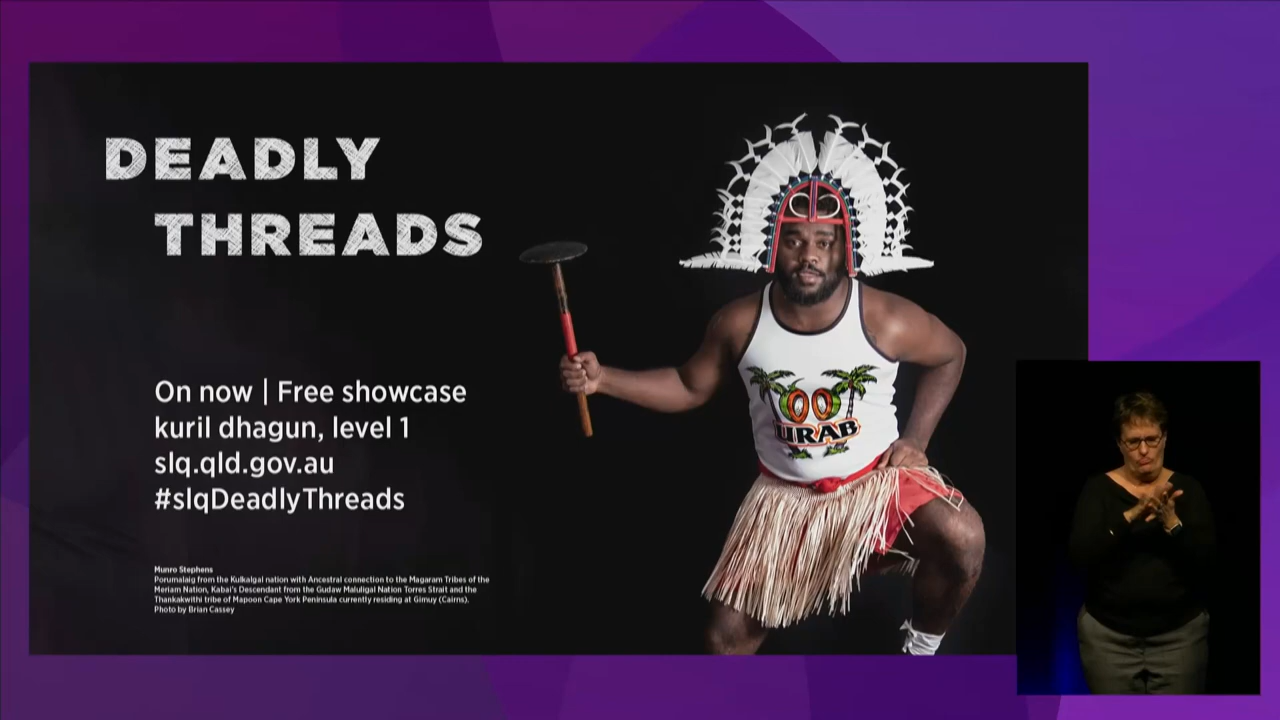 DEADLY
THREADS
On now | Free showcase
kuril dhagun, level 1
slq.qld.gov.au
#slqDeadlyThreads
URAB
Munro Stephens
Porumalaig from the Kulkalgal nation with Ancestral connection to the Magaram Tribes of the
Meriam Nation, Kabai's Descendant from the Gudaw Maluligal Nation Torres Strait and the
Thankakwithi tribe of Mapoon Cape York Peninsula currently residing at Gimuy (Cairns).
Photo by Brian Cassey